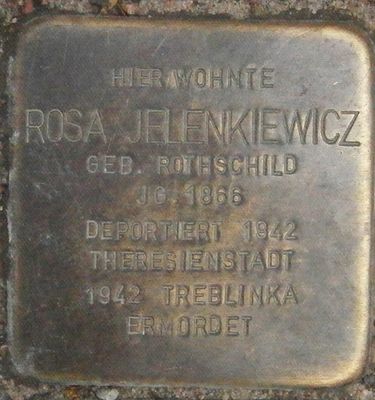 HIER WOHNTE
ROSA JELENKIEWICZ
GEB. ROTHSCHILD
JG. 1866
DEPORTIERT 1942
THERESIENSTADT
1942 TREBLINKA
ERMORDET